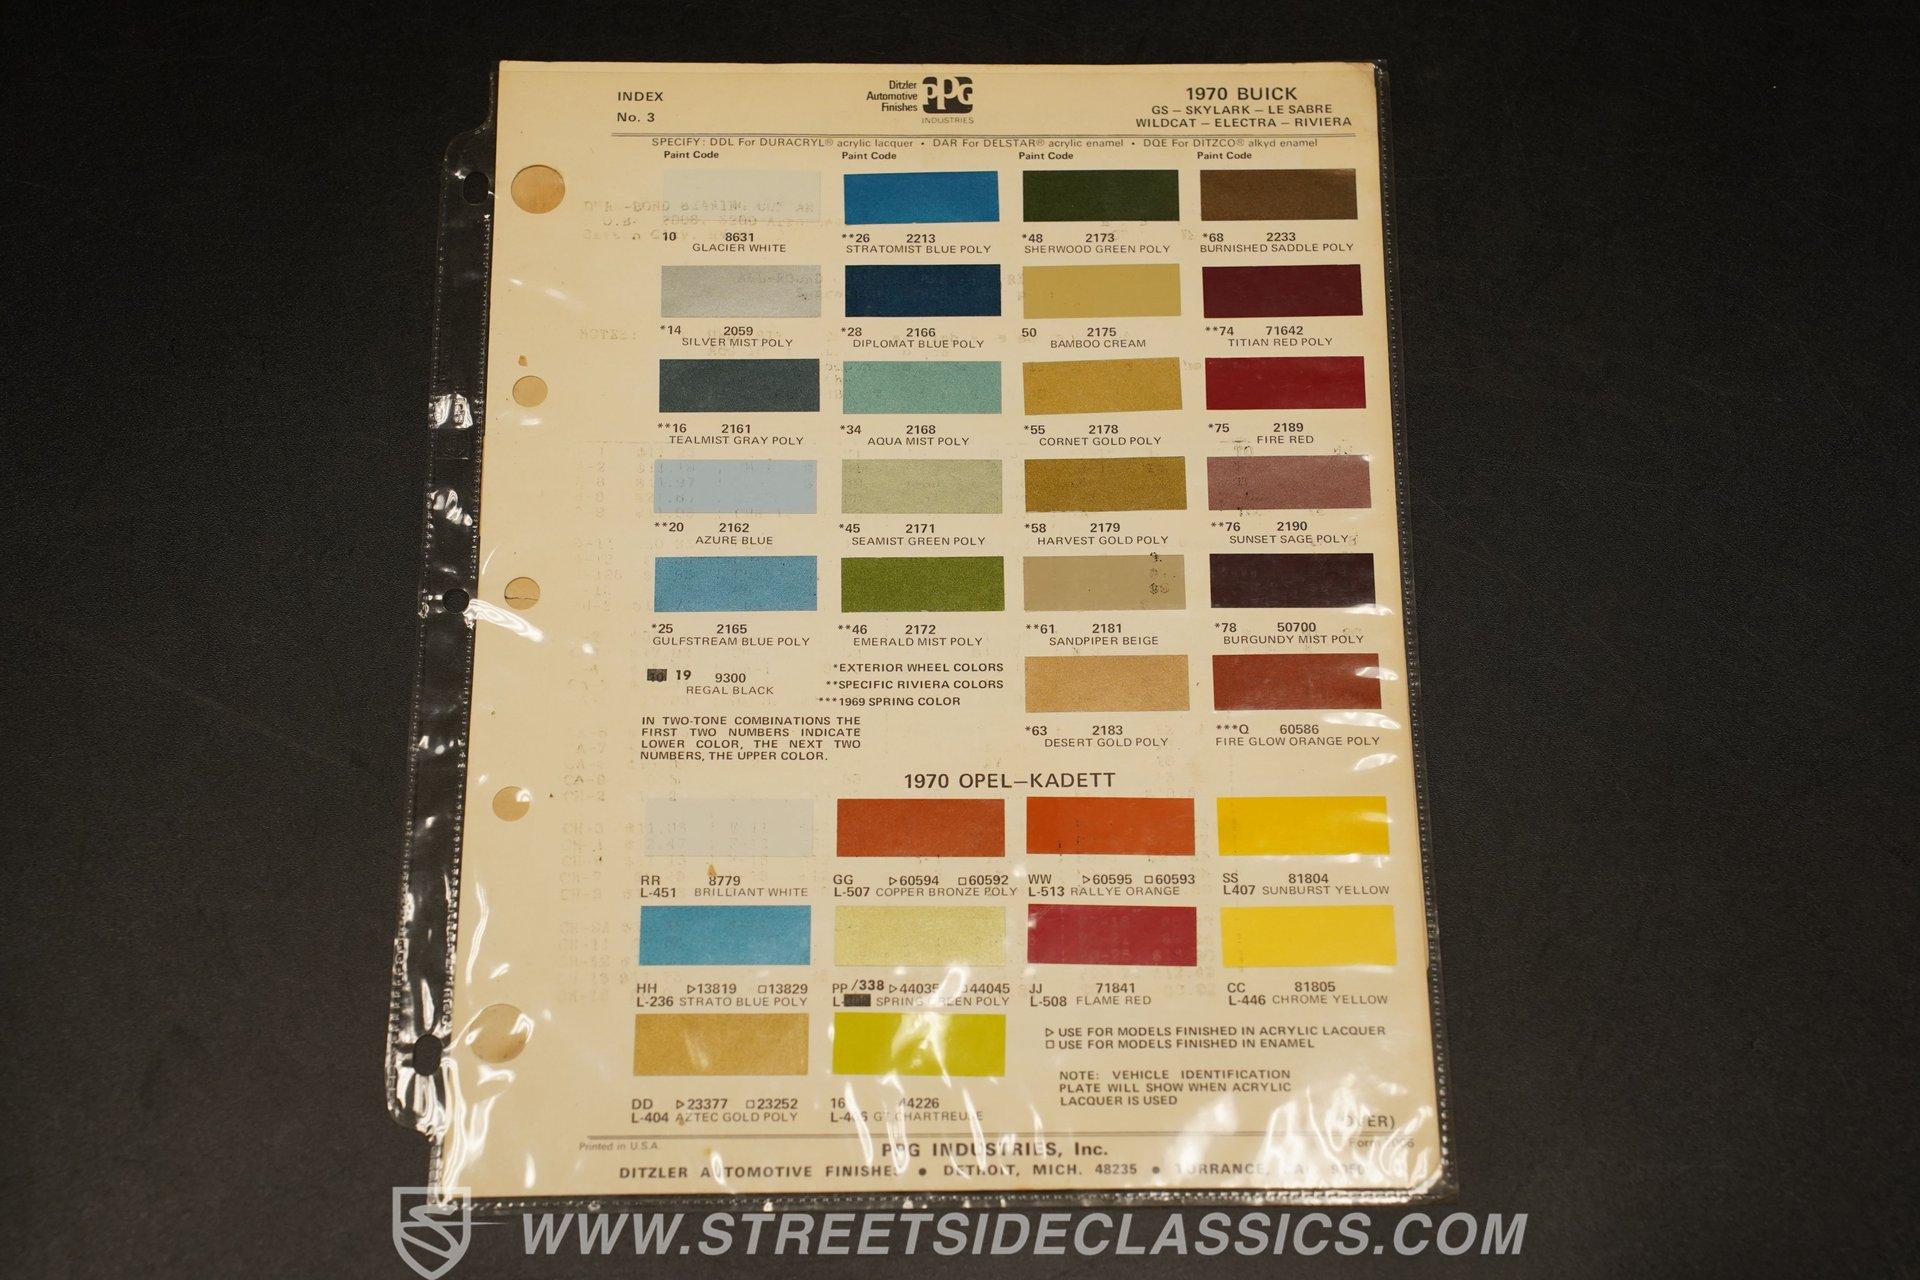 INDEX
No. 3
Ditzler
Automotive
Finishes
PPG
INDUSTRIES
1970 BUICK
GS – SKYLARK – LE SABRE
WILDCAT – ELECTRA – RIVIERA
SPECIFY: DDL For DURACRYL® acrylic lacquer • DAR For DELSTAR® acrylic enamel • DQE For DITZCO® alkyd enamel
Paint Code Paint Code Paint Code Paint Code
10 8631 **26 2213 *48 2173 *68 2233
GLACIER WHITE STRATOMIST BLUE POLY SHERWOOD GREEN POLY BURNISHED SADDLE POLY
*14 2059 *28 2166 50 2175 **74 71642
SILVER MIST POLY DIPLOMAT BLUE POLY BAMBOO CREAM TITIAN RED POLY
**16 2161 *34 2168 *55 2178 *75 2189
TEALMIST GRAY POLY AQUA MIST POLY CORNET GOLD POLY FIRE RED
**20 2162 *45 2171 *58 2179 **76 2190
AZURE BLUE SEAMIST GREEN POLY HARVEST GOLD POLY SUNSET SAGE POLY
*25 2165 **46 2172 **61 2181 *78 50700
GULFSTREAM BLUE POLY EMERALD MIST POLY SANDPIPER BEIGE BURGUNDY MIST POLY
19 9300
REGAL BLACK
*EXTERIOR WHEEL COLORS
**SPECIFIC RIVIERA COLORS
***1969 SPRING COLOR
IN TWO-TONE COMBINATIONS THE
FIRST TWO NUMBERS INDICATE
LOWER COLOR, THE NEXT TWO
NUMBERS, THE UPPER COLOR.
*63 2183 ***Q 60586
DESERT GOLD POLY FIRE GLOW ORANGE POLY
1970 OPEL–KADETT
RR 8779 GG ▷60594 □60592 WW ▷60595 □60593 SS 81804
L-451 BRILLIANT WHITE L-507 COPPER BRONZE POLY L-513 RALLYE ORANGE L407 SUNBURST YELLOW
HH ▷13819 □13829 PP /338 ▷44035 □44045 JJ 71841 CC 81805
L-236 STRATO BLUE POLY L- SPRING GREEN POLY L-508 FLAME RED L-446 CHROME YELLOW
▷ USE FOR MODELS FINISHED IN ACRYLIC LACQUER
□ USE FOR MODELS FINISHED IN ENAMEL
NOTE: VEHICLE IDENTIFICATION
PLATE WILL SHOW WHEN ACRYLIC
LACQUER IS USED
DD ▷23377 □23252 16 44226
L-404 AZTEC GOLD POLY GT CHARTREUSE
(OVER)
Printed in U.S.A.
PPG INDUSTRIES, Inc.
DITZLER AUTOMOTIVE FINISHES • DETROIT, MICH. 48235 • TORRANCE, CAL.
WWW.STREETSIDECLASSICS.COM